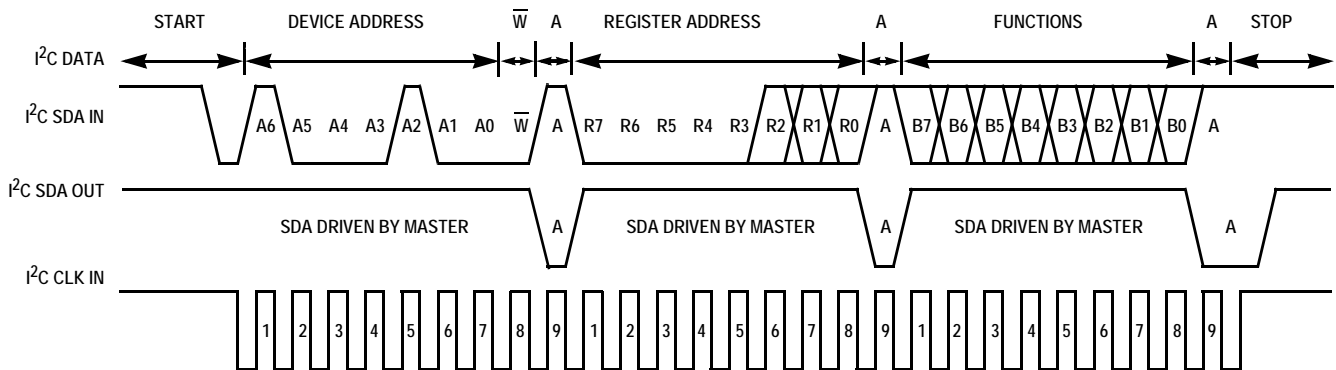 START DEVICE ADDRESS W̅ A REGISTER ADDRESS A FUNCTIONS A STOP
I²C DATA
I²C SDA IN A6 A5 A4 A3 A2 A1 A0 W̅ A R7 R6 R5 R4 R3 R2 R1 R0 A B7 B6 B5 B4 B3 B2 B1 B0 A
I²C SDA OUT
SDA DRIVEN BY MASTER A SDA DRIVEN BY MASTER A SDA DRIVEN BY MASTER A
I²C CLK IN
1 2 3 4 5 6 7 8 9 1 2 3 4 5 6 7 8 9 1 2 3 4 5 6 7 8 9